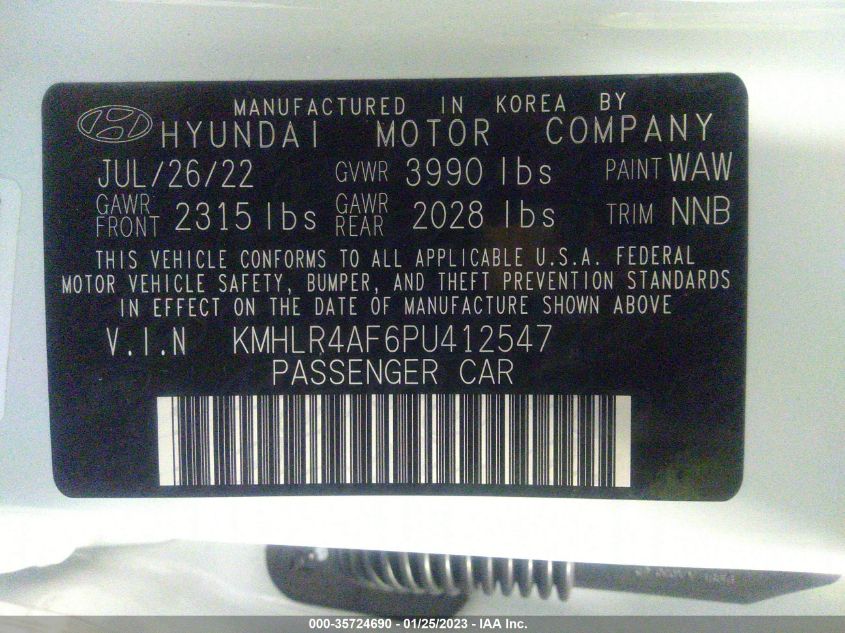 MANUFACTURED IN KOREA BY
HYUNDAI MOTOR COMPANY
JUL/26/22 GVWR 3990 lbs PAINT WAW
GAWR FRONT 2315 lbs GAWR REAR 2028 lbs TRIM NNB
THIS VEHICLE CONFORMS TO ALL APPLICABLE U.S.A. FEDERAL
MOTOR VEHICLE SAFETY, BUMPER, AND THEFT PREVENTION STANDARDS
IN EFFECT ON THE DATE OF MANUFACTURE SHOWN ABOVE
V.I.N KMHLR4AF6PU412547
PASSENGER CAR
000-35724690 - 01/25/2023 - IAA Inc.